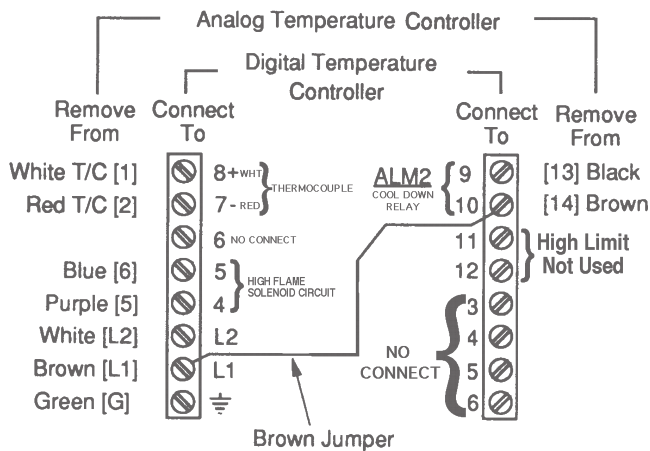 Analog Temperature Controller
Digital Temperature
Controller
Remove
From
Connect
To
Connect
To
Remove
From
White T/C [1] 8+WHT
Red T/C [2] 7-RED
THERMOCOUPLE
6 NO CONNECT
Blue [6] 5
Purple [5] 4
HIGH FLAME
SOLENOID CIRCUIT
White [L2] L2
Brown [L1] L1
Green [G]
ALM2
COOL DOWN
RELAY
9 [13] Black
10 [14] Brown
11
12
High Limit
Not Used
NO
CONNECT
3
4
5
6
Brown Jumper